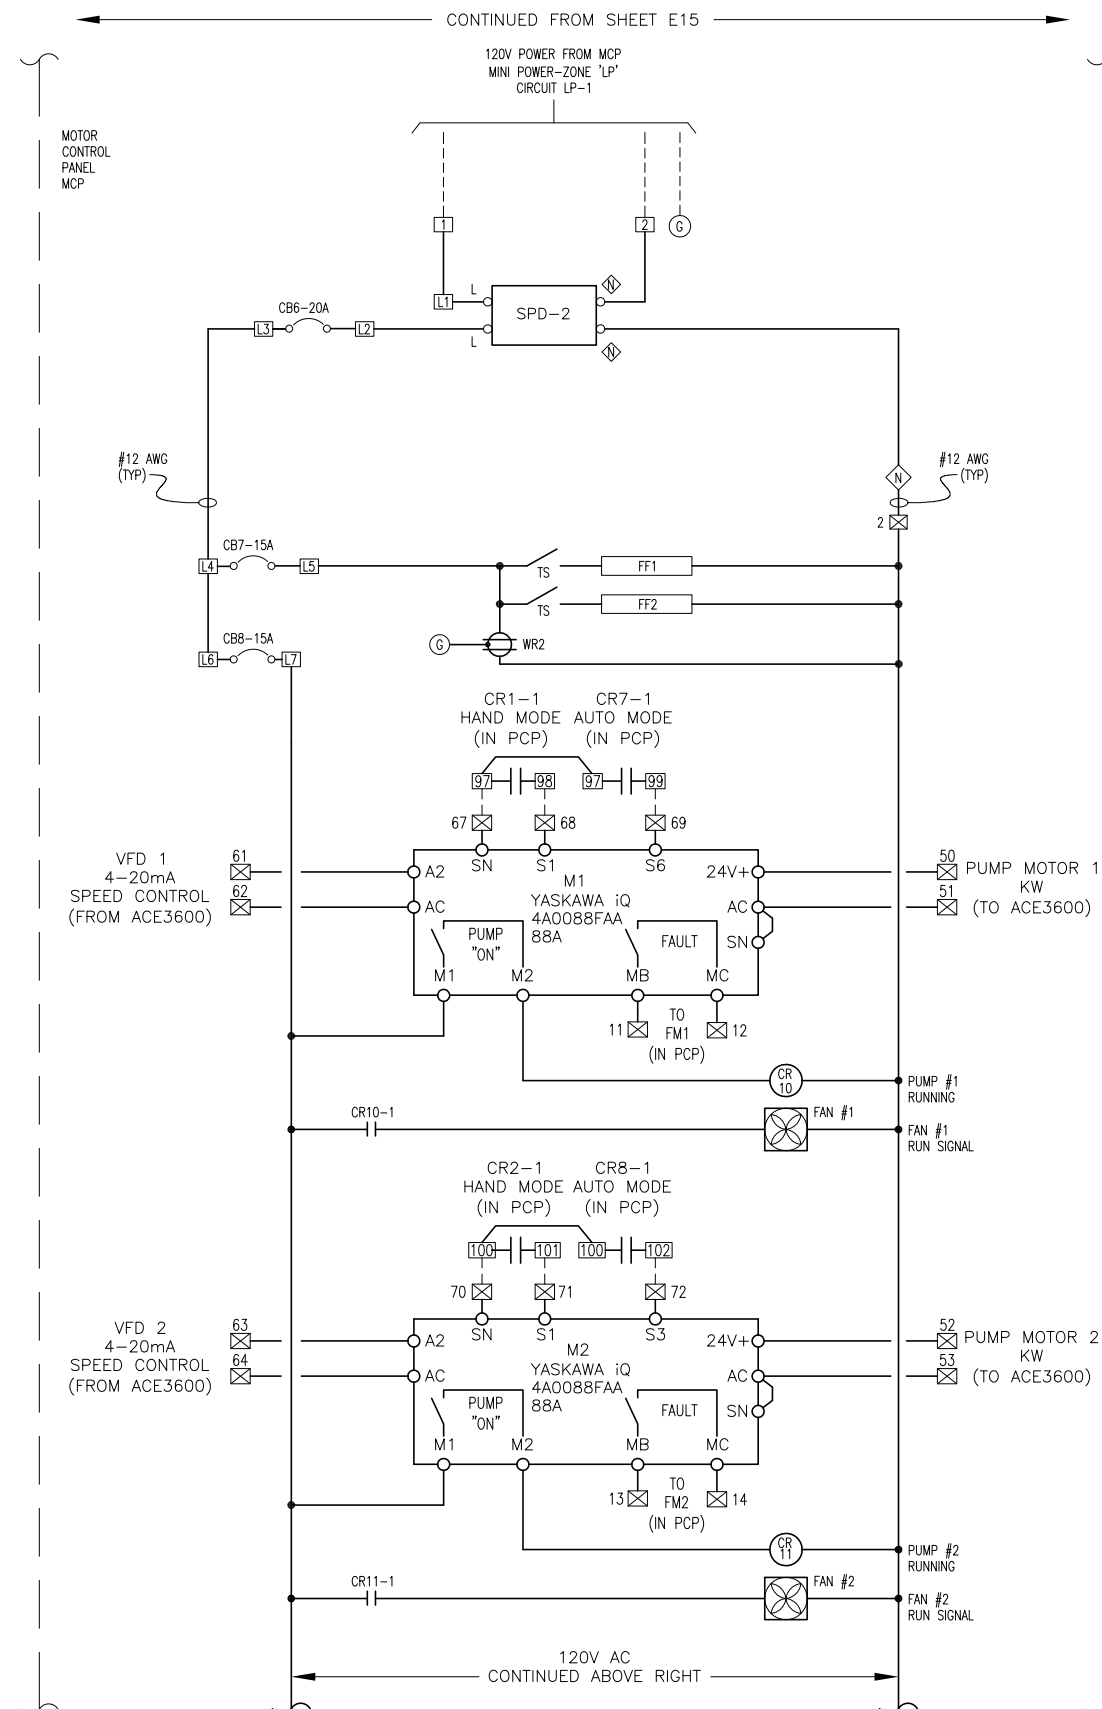 CONTINUED FROM SHEET E15
120V POWER FROM MCP
MINI POWER-ZONE 'LP'
CIRCUIT LP-1
MOTOR
CONTROL
PANEL
MCP
1
2
G
L
N
L1
SPD-2
CB6-20A
L3
L2
L
N
#12 AWG
(TYP)
#12 AWG
(TYP)
N
2
CB7-15A
L4
L5
TS
FF1
TS
FF2
G
WR2
CB8-15A
L6
L7
CR1-1
HAND MODE
(IN PCP)
CR7-1
AUTO MODE
(IN PCP)
97
98
97
99
67
68
69
VFD 1
4-20mA
SPEED CONTROL
(FROM ACE3600)
61
62
A2
AC
SN
S1
S6
M1
YASKAWA iQ
4A0088FAA
88A
24V+
AC
SN
50
51
PUMP MOTOR 1
KW
(TO ACE3600)
PUMP
"ON"
FAULT
M1
M2
MB
MC
11
TO
FM1
(IN PCP)
12
CR
10
PUMP #1
RUNNING
CR10-1
FAN #1
FAN #1
RUN SIGNAL
CR2-1
HAND MODE
(IN PCP)
CR8-1
AUTO MODE
(IN PCP)
100
101
100
102
70
71
72
VFD 2
4-20mA
SPEED CONTROL
(FROM ACE3600)
63
64
A2
AC
SN
S1
S3
M2
YASKAWA iQ
4A0088FAA
88A
24V+
AC
SN
52
53
PUMP MOTOR 2
KW
(TO ACE3600)
PUMP
"ON"
FAULT
M1
M2
MB
MC
13
TO
FM2
(IN PCP)
14
CR
11
PUMP #2
RUNNING
CR11-1
FAN #2
FAN #2
RUN SIGNAL
120V AC
CONTINUED ABOVE RIGHT